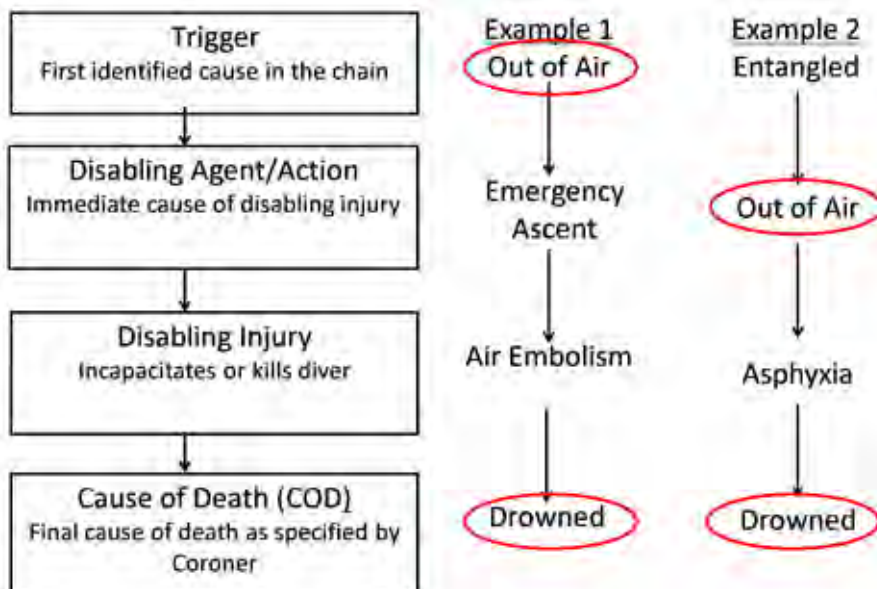 Trigger
First identified cause in the chain
Disabling Agent/Action
Immediate cause of disabling injury
Disabling Injury
Incapacitates or kills diver
Cause of Death (COD)
Final cause of death as specified by
Coroner
Example 1
Out of Air
Emergency
Ascent
Air Embolism
Drowned
Example 2
Entangled
Out of Air
Asphyxia
Drowned